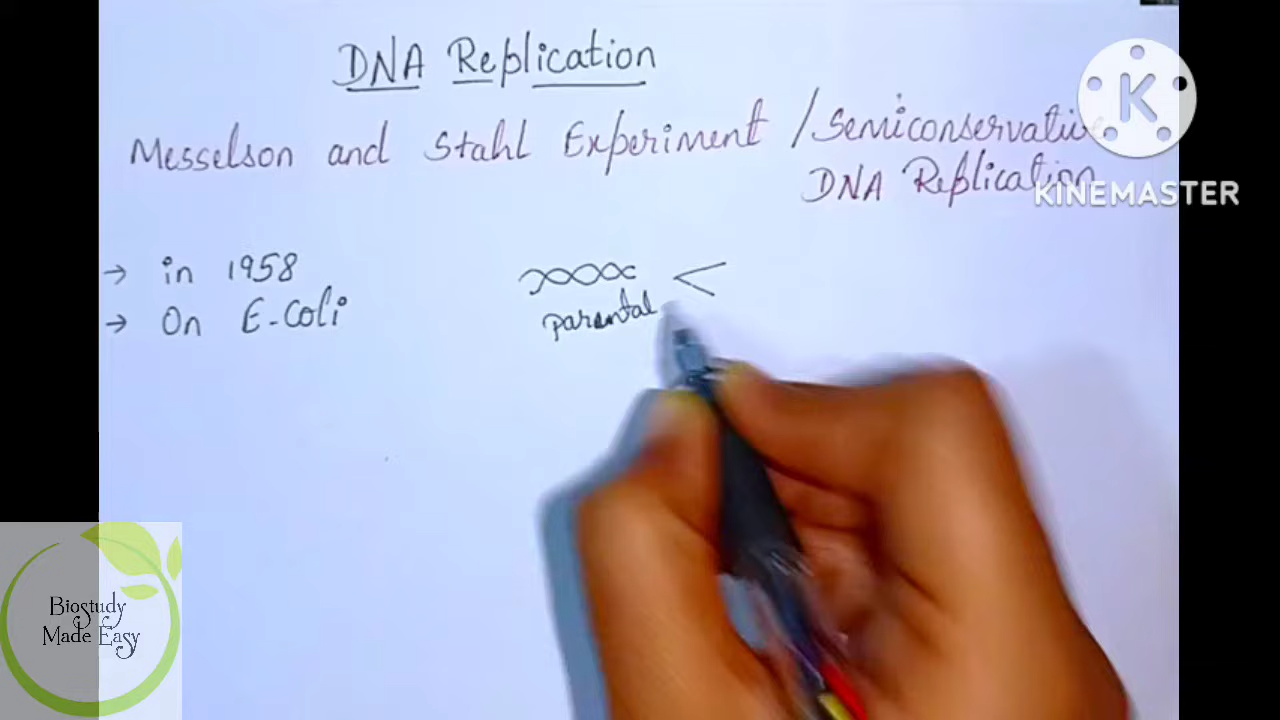 DNA Replication
Messelson and Stahl Experiment / Semiconservative
DNA Replication
K
KINEMASTER
→ in 1958
→ On E-Coli
parental
Biostudy
Made Easy